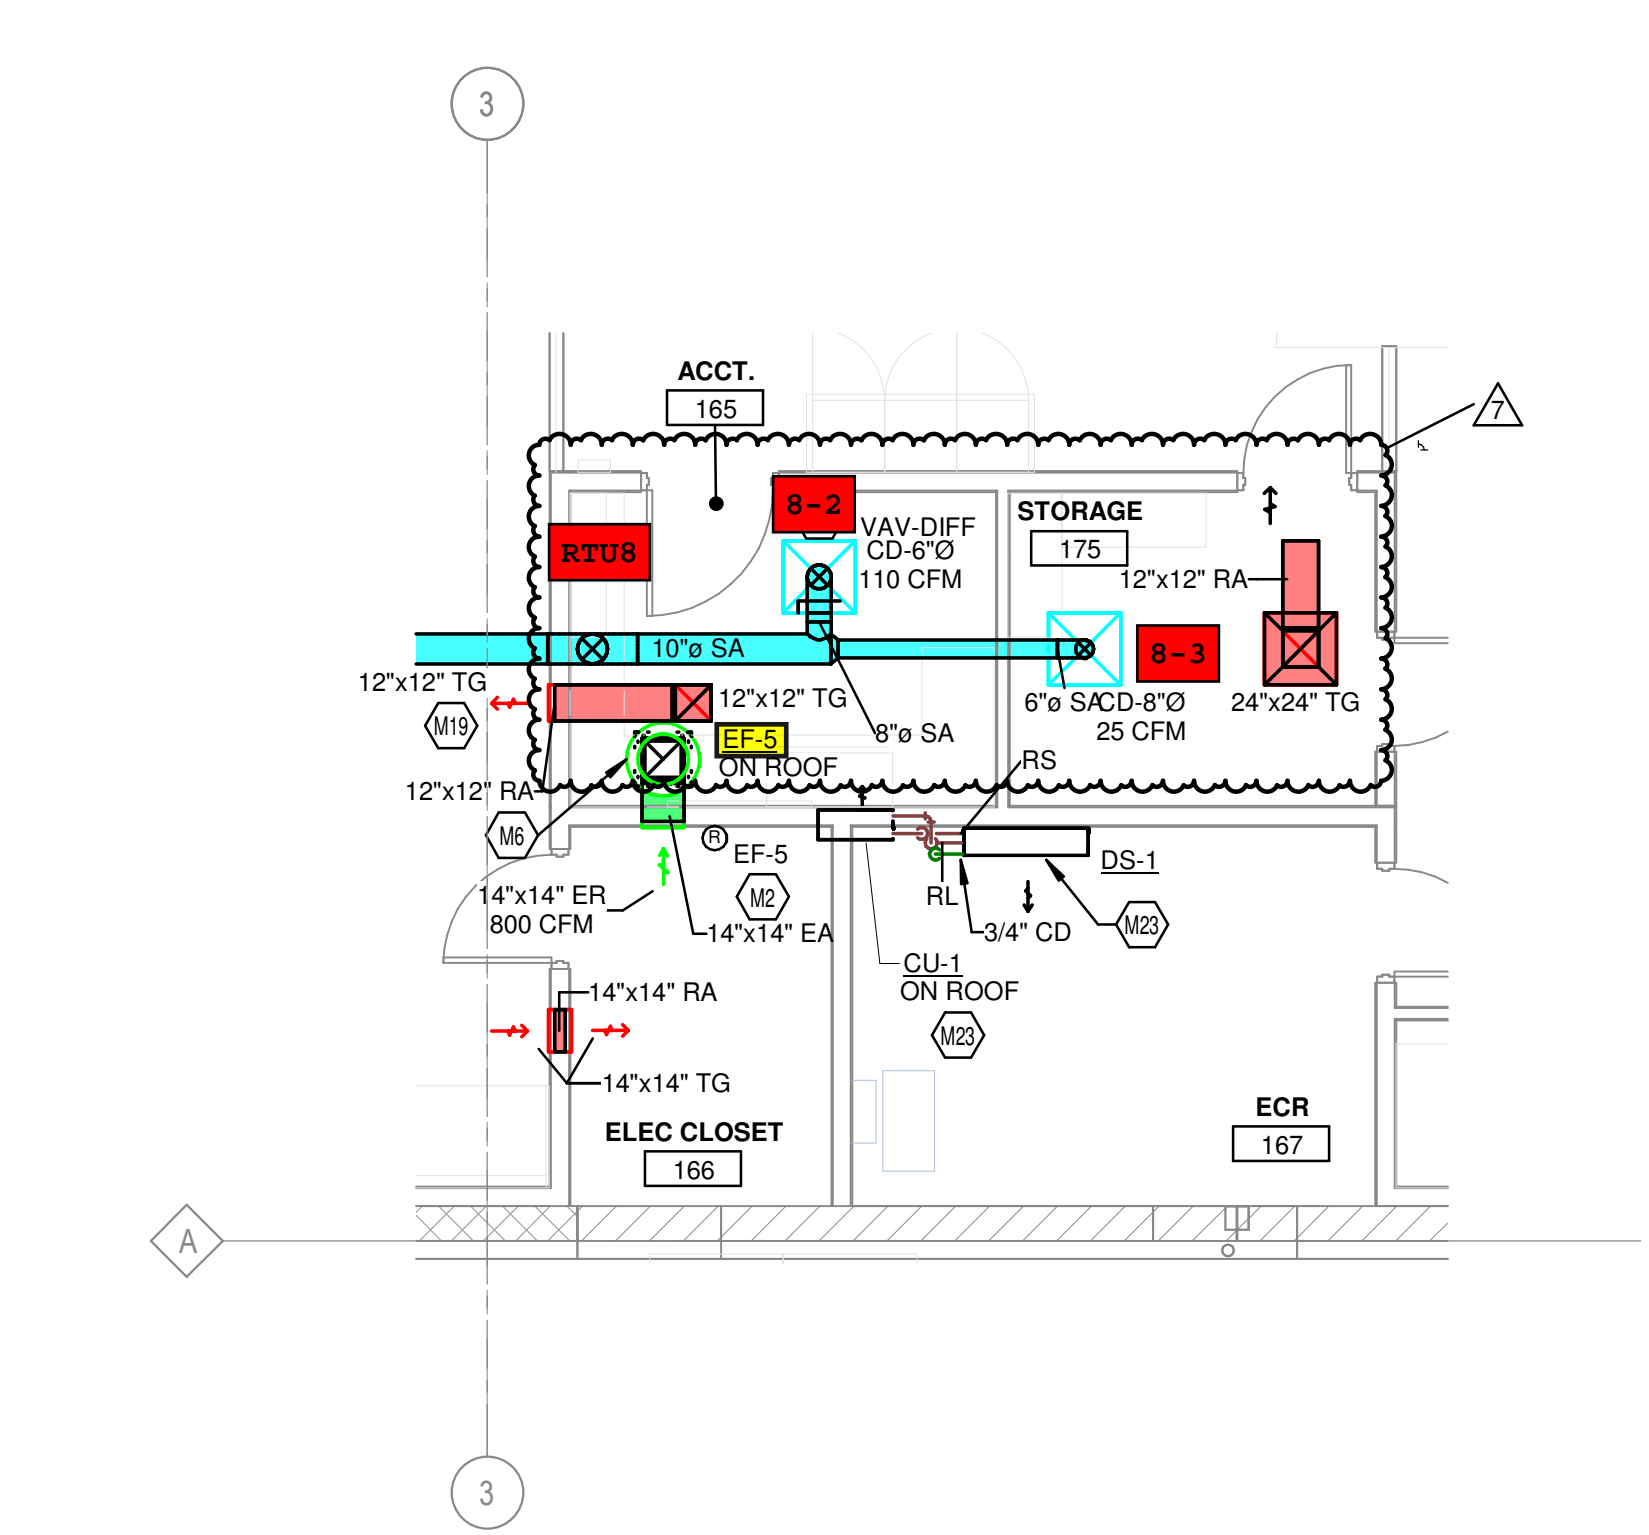 3
ACCT.
165
7
8-2
VAV-DIFF
CD-6"Ø
110 CFM
STORAGE
175
RTU8
12"x12" RA
10"ø SA
8-3
12"x12" TG
M19
12"x12" TG
6"ø SA
CD-8"Ø
25 CFM
24"x24" TG
EF-5
ON ROOF
8"ø SA
RS
12"x12" RA
M6
R
EF-5
M2
DS-1
14"x14" ER
800 CFM
14"x14" EA
RL
3/4" CD
M23
CU-1
ON ROOF
M23
14"x14" RA
14"x14" TG
ELEC CLOSET
166
ECR
167
A
3